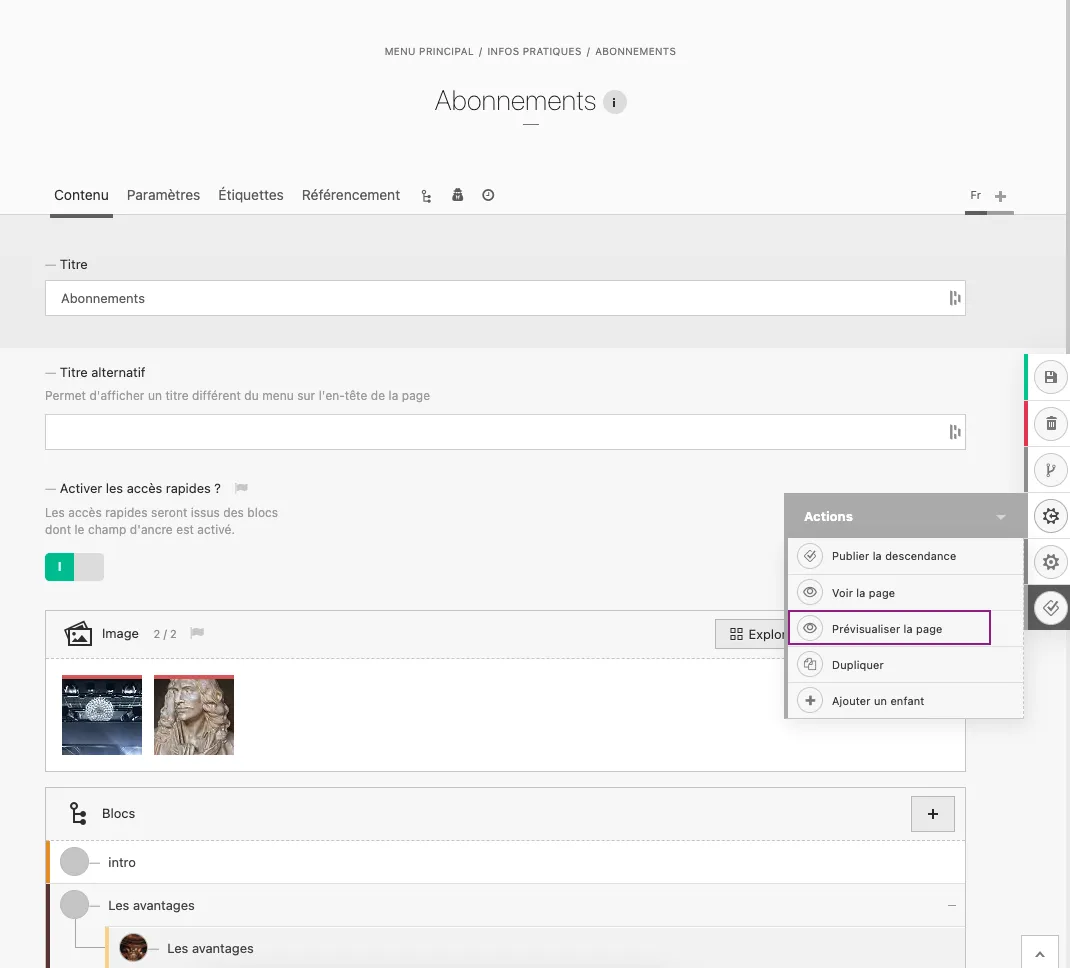 MENU PRINCIPAL / INFOS PRATIQUES / ABONNEMENTS
Abonnements i
Contenu Paramètres Étiquettes Référencement Fr
— Titre
Abonnements
— Titre alternatif
Permet d'afficher un titre différent du menu sur l'en-tête de la page
— Activer les accès rapides ?
Les accès rapides seront issus des blocs
dont le champ d'ancre est activé.
I
Image 2 / 2
Explor
Actions
Publier la descendance
Voir la page
Prévisualiser la page
Dupliquer
Ajouter un enfant
Blocs
intro
Les avantages
Les avantages